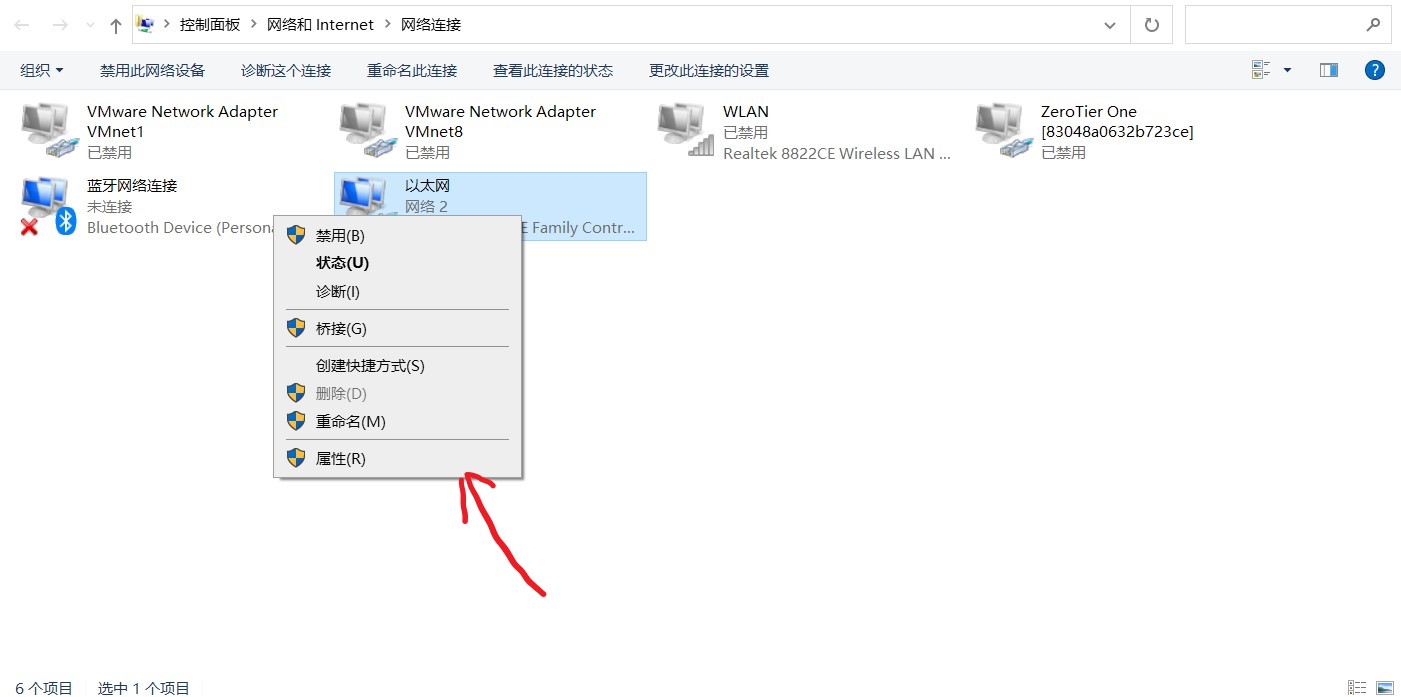 控制面板 > 网络和 Internet > 网络连接
组织 禁用此网络设备 诊断这个连接 重命名此连接 查看此连接的状态 更改此连接的设置
VMware Network Adapter VMnet1
已禁用
VMware Network Adapter VMnet8
已禁用
WLAN
已禁用
Realtek 8822CE Wireless LAN ...
ZeroTier One [83048a0632b723ce]
已禁用
蓝牙网络连接
未连接
Bluetooth Device (Persona
以太网
网络 2
E Family Contr...
禁用(B)
状态(U)
诊断(I)
桥接(G)
创建快捷方式(S)
删除(D)
重命名(M)
属性(R)
6 个项目 选中 1 个项目